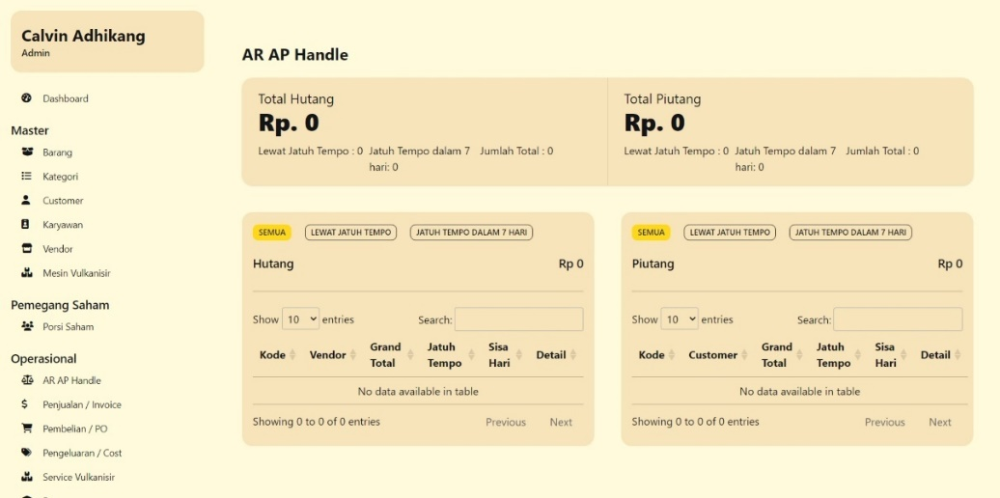 Calvin Adhikang
Admin
Dashboard
Master
Barang
Kategori
Customer
Karyawan
Vendor
Mesin Vulkanisir
Pemegang Saham
Porsi Saham
Operasional
AR AP Handle
Penjualan / Invoice
Pembelian / PO
Pengeluaran / Cost
Service Vulkanisir
AR AP Handle
Total Hutang
Rp. 0
Lewat Jatuh Tempo : 0 Jatuh Tempo dalam 7 Jumlah Total : 0
hari: 0
Total Piutang
Rp. 0
Lewat Jatuh Tempo : 0 Jatuh Tempo dalam 7 Jumlah Total : 0
hari: 0
SEMUA LEWAT JATUH TEMPO JATUH TEMPO DALAM 7 HARI
Hutang Rp 0
Show 10 entries Search:
Kode Vendor Grand Total Jatuh Tempo Sisa Hari Detail
No data available in table
Showing 0 to 0 of 0 entries Previous Next
SEMUA LEWAT JATUH TEMPO JATUH TEMPO DALAM 7 HARI
Piutang Rp 0
Show 10 entries Search:
Kode Customer Grand Total Jatuh Tempo Sisa Hari Detail
No data available in table
Showing 0 to 0 of 0 entries Previous Next